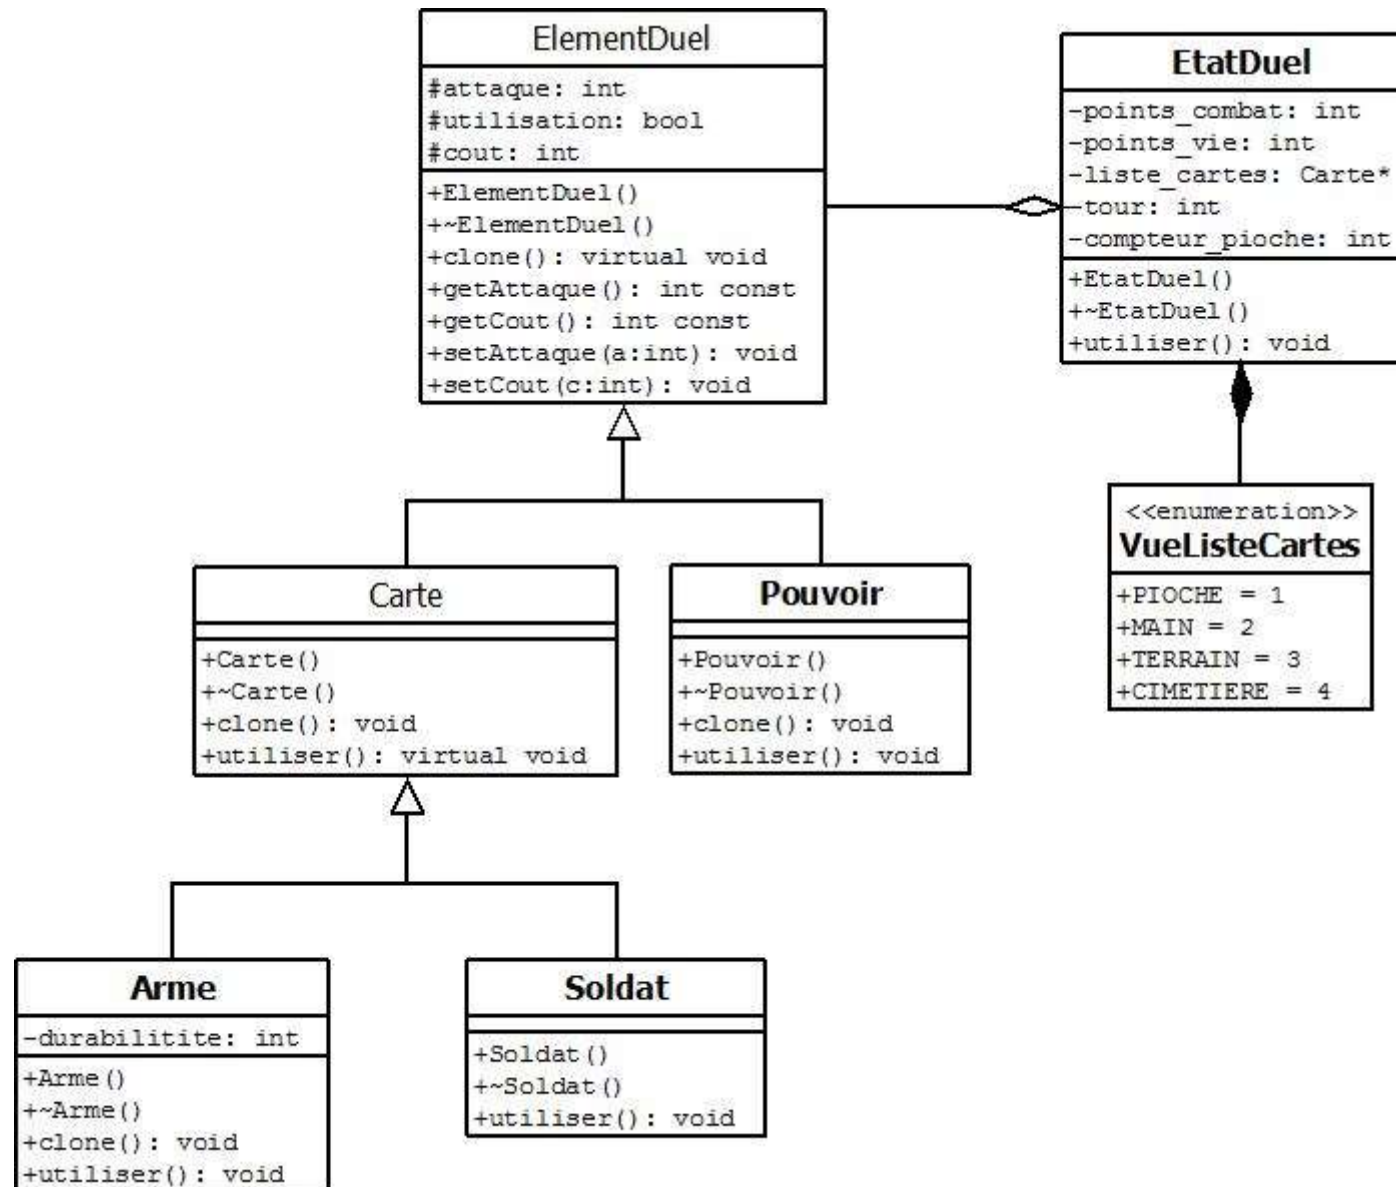 ElementDuel
#attaque: int
#utilisation: bool
#cout: int
+ElementDuel()
+~ElementDuel()
+clone(): virtual void
+getAttaque(): int const
+getCout(): int const
+setAttaque(a:int): void
+setCout(c:int): void
EtatDuel
-points_combat: int
-points_vie: int
-liste_cartes: Carte*
-tour: int
-compteur_pioche: int
+EtatDuel()
+~EtatDuel()
+utiliser(): void
<<enumeration>>
VueListeCartes
+PIOCHE = 1
+MAIN = 2
+TERRAIN = 3
+CIMETIERE = 4
Carte
+Carte()
+~Carte()
+clone(): void
+utiliser(): virtual void
Pouvoir
+Pouvoir()
+~Pouvoir()
+clone(): void
+utiliser(): void
Arme
-durabilitite: int
+Arme()
+~Arme()
+clone(): void
+utiliser(): void
Soldat
+Soldat()
+~Soldat()
+utiliser(): void